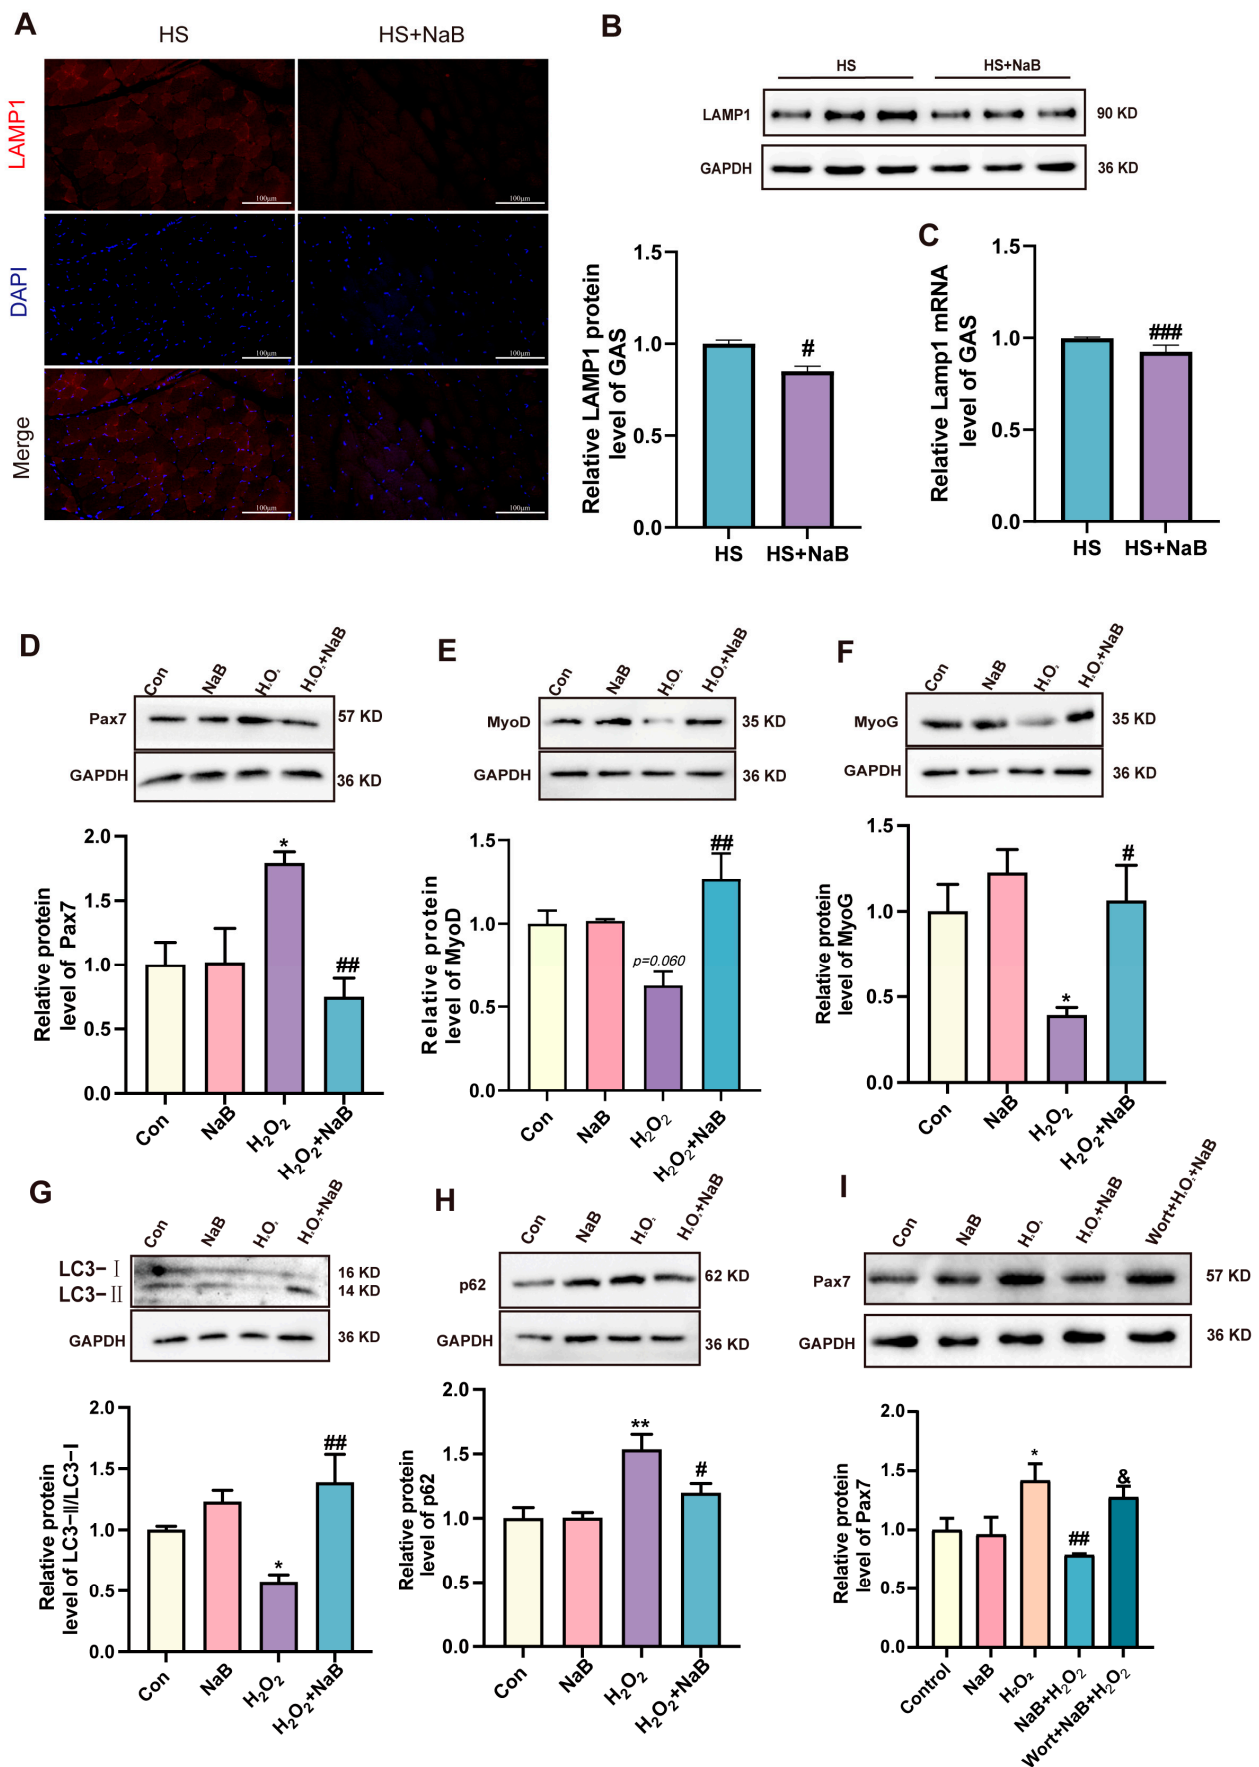 A
HS
HS+NaB
LAMP1
100μm
100μm
DAPI
100μm
100μm
Merge
100μm
100μm
B
HS
HS+NaB
LAMP1
90 KD
GAPDH
36 KD
Relative LAMP1 protein
level of GAS
1.5
1.0
0.5
0.0
#
HS
HS+NaB
C
Relative Lamp1 mRNA
level of GAS
1.5
1.0
0.5
0.0
###
HS
HS+NaB
D
Con
NaB
H₂O₂
H₂O₂+NaB
Pax7
57 KD
GAPDH
36 KD
Relative protein
level of Pax7
2.0
1.5
1.0
0.5
0.0
*
##
Con
NaB
H₂O₂
H₂O₂+NaB
E
Con
NaB
H₂O₂
H₂O₂+NaB
MyoD
35 KD
GAPDH
36 KD
Relative protein
level of MyoD
1.5
1.0
0.5
0.0
p=0.060
##
Con
NaB
H₂O₂
H₂O₂+NaB
F
Con
NaB
H₂O₂
H₂O₂+NaB
MyoG
35 KD
GAPDH
36 KD
Relative protein
level of MyoG
1.5
1.0
0.5
0.0
*
#
Con
NaB
H₂O₂
H₂O₂+NaB
G
Con
NaB
H₂O₂
H₂O₂+NaB
LC3-Ⅰ
16 KD
LC3-Ⅱ
14 KD
GAPDH
36 KD
Relative protein
level of LC3-II/LC3-I
2.0
1.5
1.0
0.5
0.0
*
##
Con
NaB
H₂O₂
H₂O₂+NaB
H
Con
NaB
H₂O₂
H₂O₂+NaB
p62
62 KD
GAPDH
36 KD
Relative protein
level of p62
2.0
1.5
1.0
0.5
0.0
**
#
Con
NaB
H₂O₂
H₂O₂+NaB
I
Con
NaB
H₂O₂
H₂O₂+NaB
Wort+H₂O₂+NaB
Pax7
57 KD
GAPDH
36 KD
Relative protein
level of Pax7
2.0
1.5
1.0
0.5
0.0
*
##
&
Control
NaB
H₂O₂
NaB+H₂O₂
Wort+NaB+H₂O₂